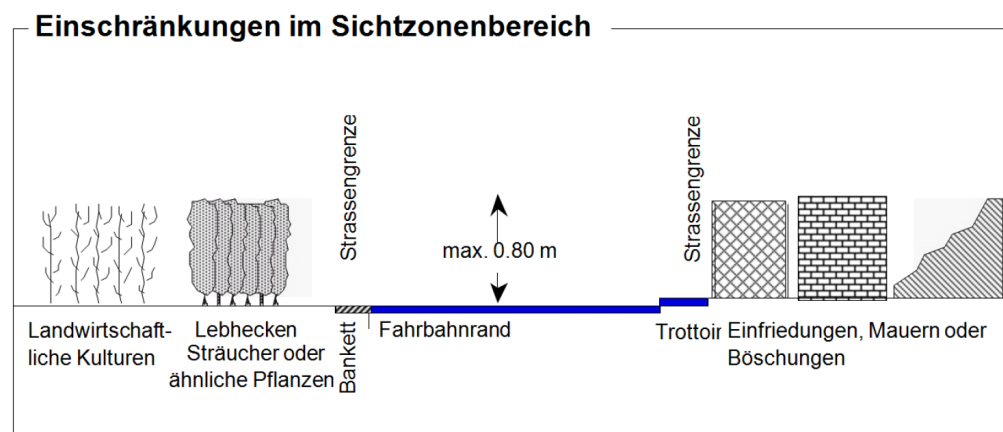 Einschränkungen im Sichtzonenbereich
Strassengrenze
Strassengrenze
max. 0.80 m
Landwirtschaft-
liche Kulturen
Lebhecken
Sträucher oder
ähnliche Pflanzen
Bankett
Fahrbahnrand
Trottoir
Einfriedungen, Mauern oder
Böschungen